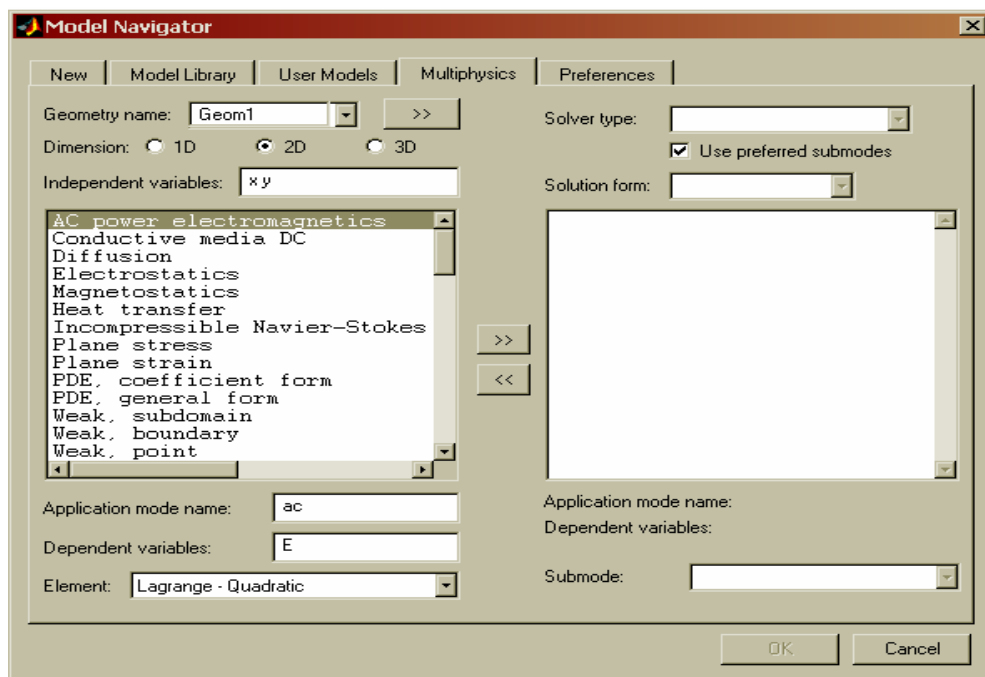 Model Navigator
New Model Library User Models Multiphysics Preferences
Geometry name: Geom1 >>
Dimension: 1D 2D 3D
Independent variables: x y
AC power electromagnetics
Conductive media DC
Diffusion
Electrostatics
Magnetostatics
Heat transfer
Incompressible Navier-Stokes
Plane stress
Plane strain
PDE, coefficient form
PDE, general form
Weak, subdomain
Weak, boundary
Weak, point
Application mode name: ac
Dependent variables: E
Element: Lagrange - Quadratic
>>
<<
Solver type:
Use preferred submodes
Solution form:
Application mode name:
Dependent variables:
Submode:
OK Cancel